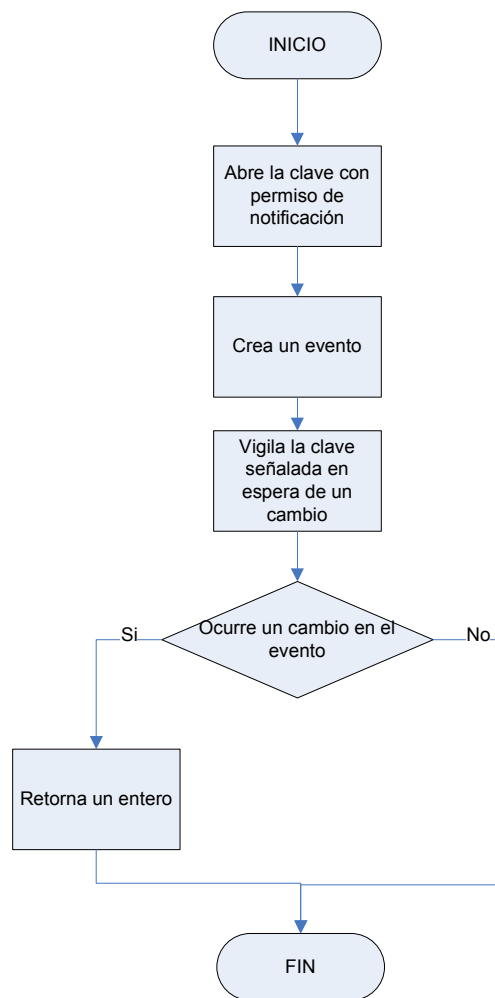 INICIO
Abre la clave con
permiso de
notificación
Crea un evento
Vigila la clave
señalada en
espera de un
cambio
Ocurre un cambio en el
evento
Si
No
Retorna un entero
FIN